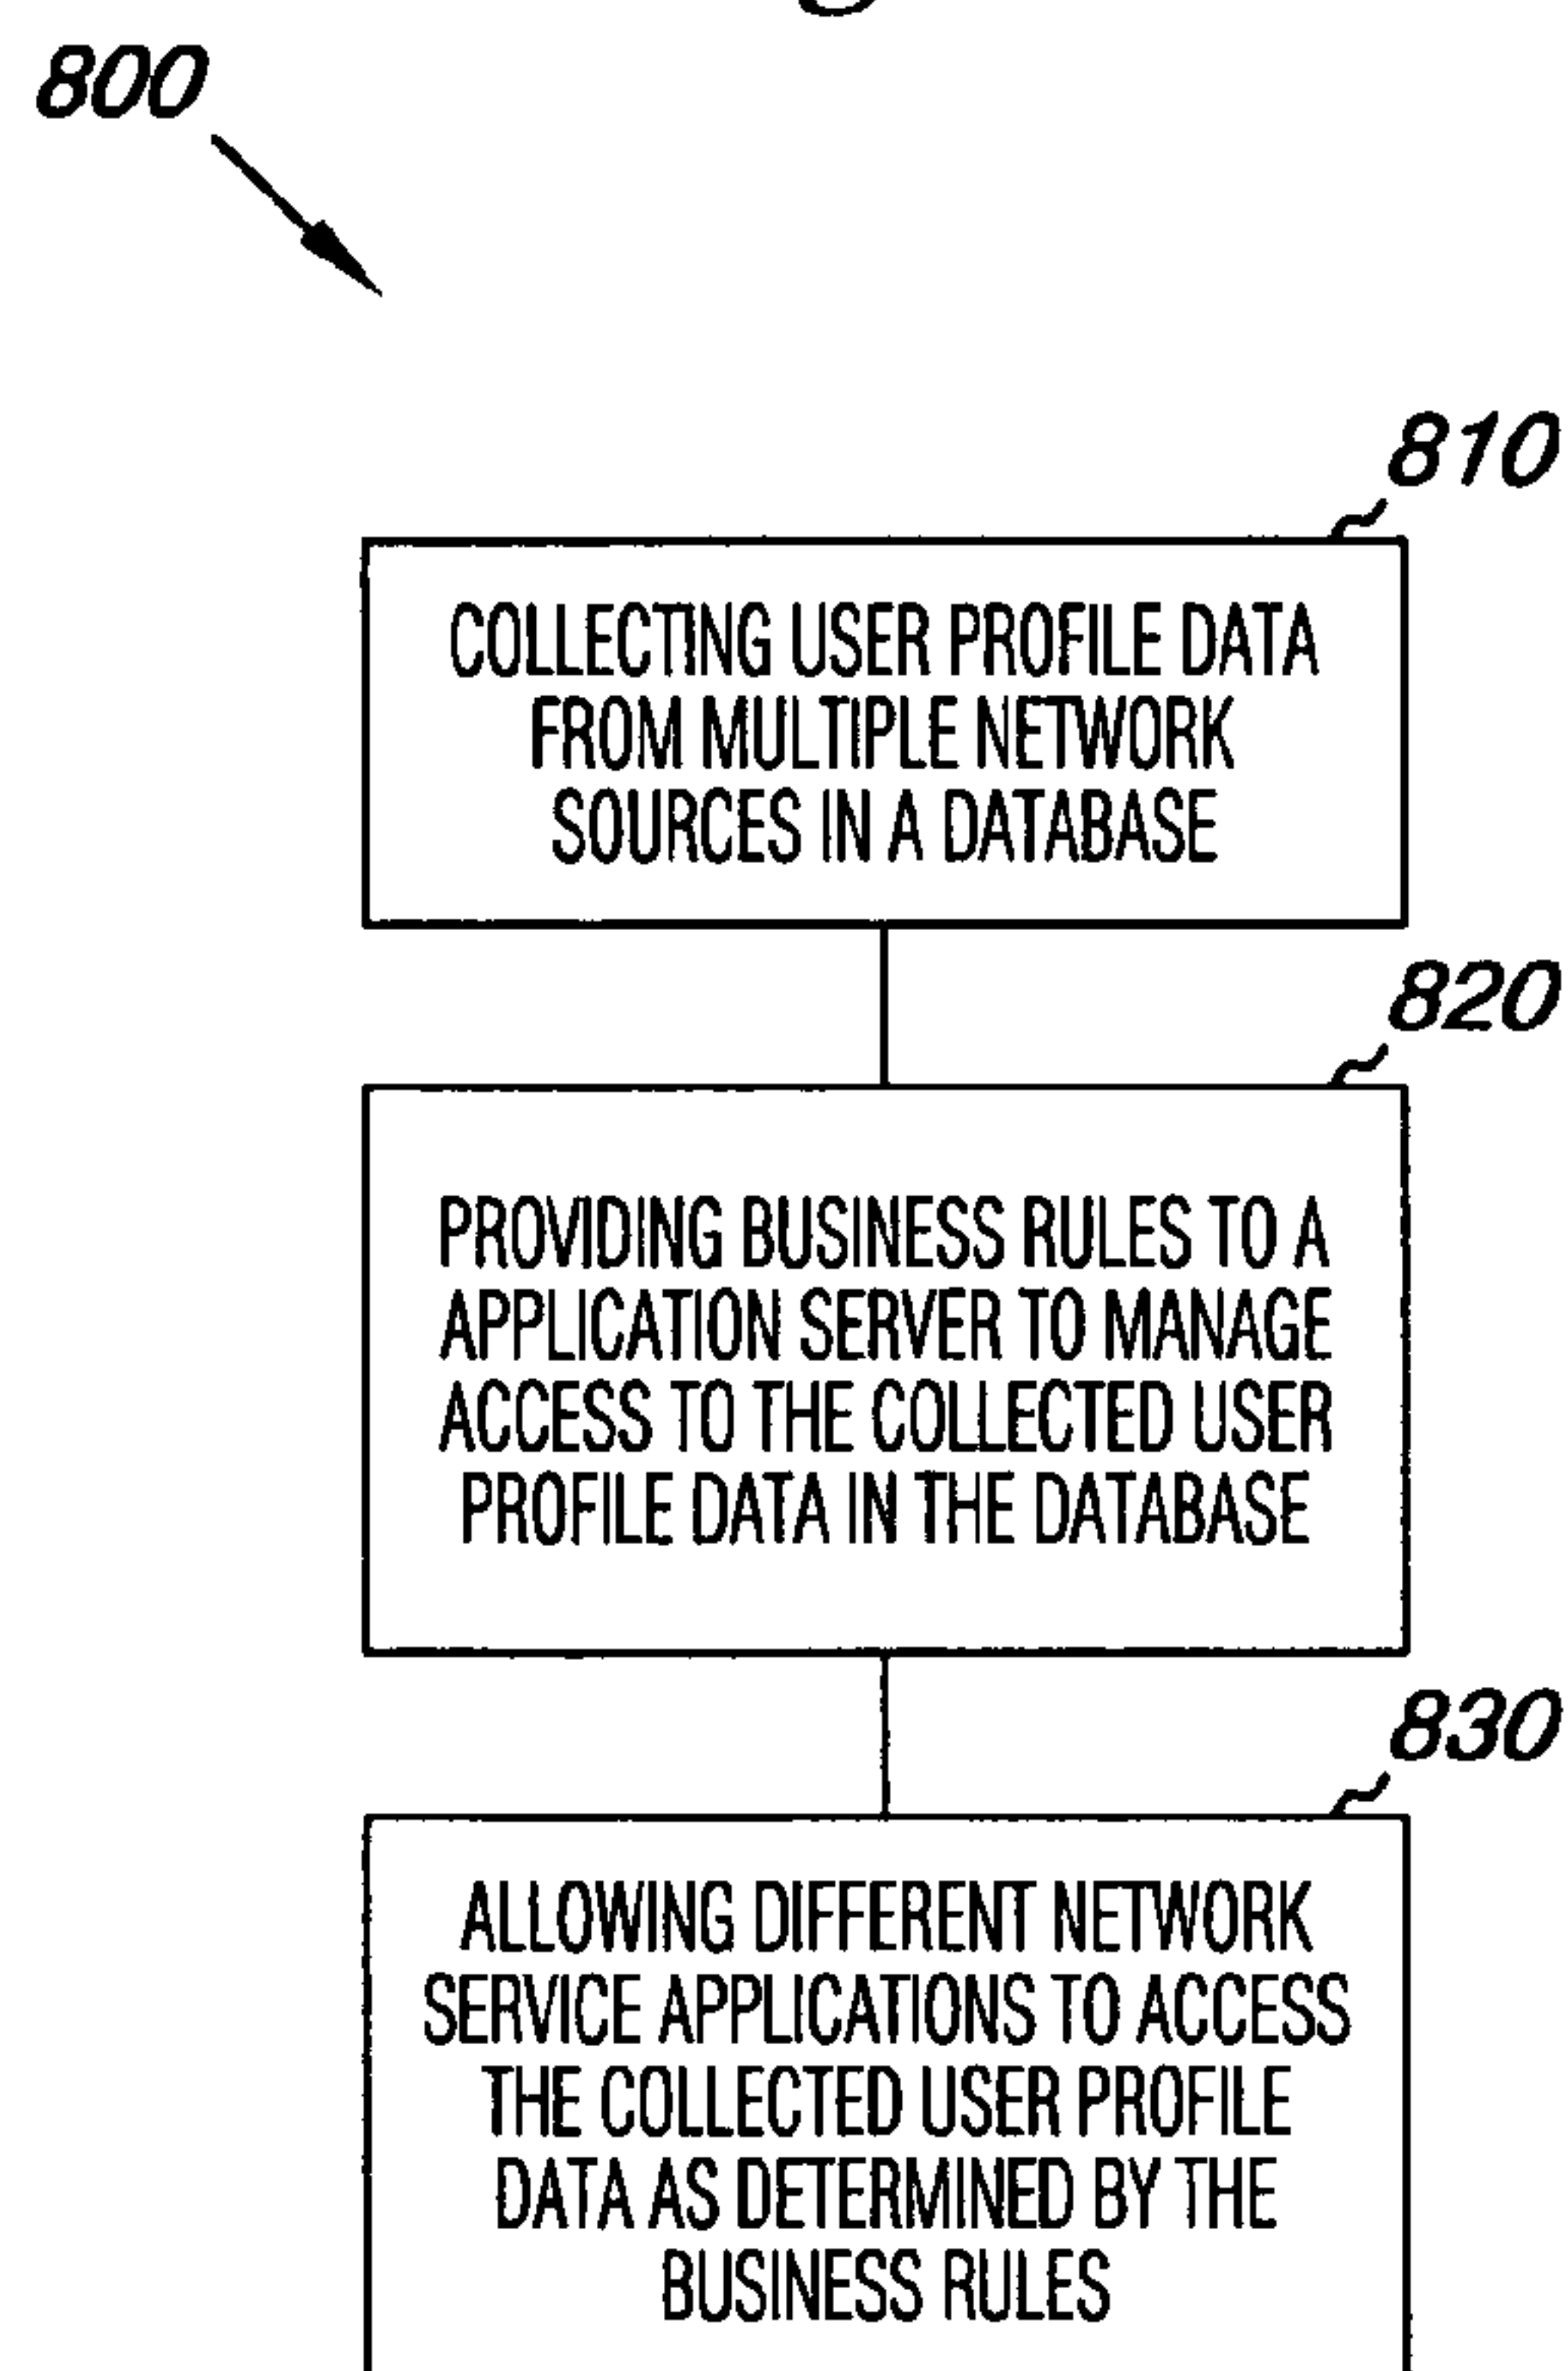 800
810
COLLECTING USER PROFILE DATA
FROM MULTIPLE NETWORK
SOURCES IN A DATABASE
820
PROVIDING BUSINESS RULES TO A
APPLICATION SERVER TO MANAGE
ACCESS TO THE COLLECTED USER
PROFILE DATA IN THE DATABASE
830
ALLOWING DIFFERENT NETWORK
SERVICE APPLICATIONS TO ACCESS
THE COLLECTED USER PROFILE
DATA AS DETERMINED BY THE
BUSINESS RULES